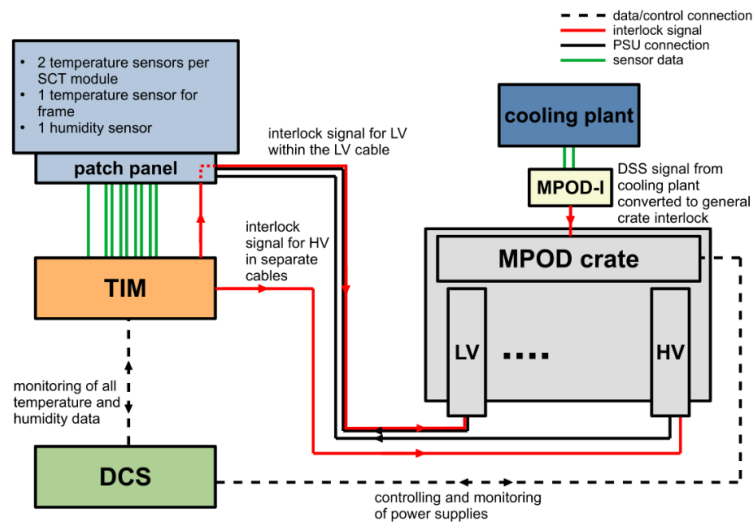 data/control connection
interlock signal
PSU connection
sensor data
• 2 temperature sensors per
SCT module
• 1 temperature sensor for
frame
• 1 humidity sensor
patch panel
interlock signal for LV
within the LV cable
cooling plant
MPOD-I
DSS signal from
cooling plant
converted to general
crate interlock
interlock
signal for HV
in separate
cables
MPOD crate
TIM
LV
....
HV
monitoring of all
temperature and
humidity data
DCS
controlling and monitoring
of power supplies